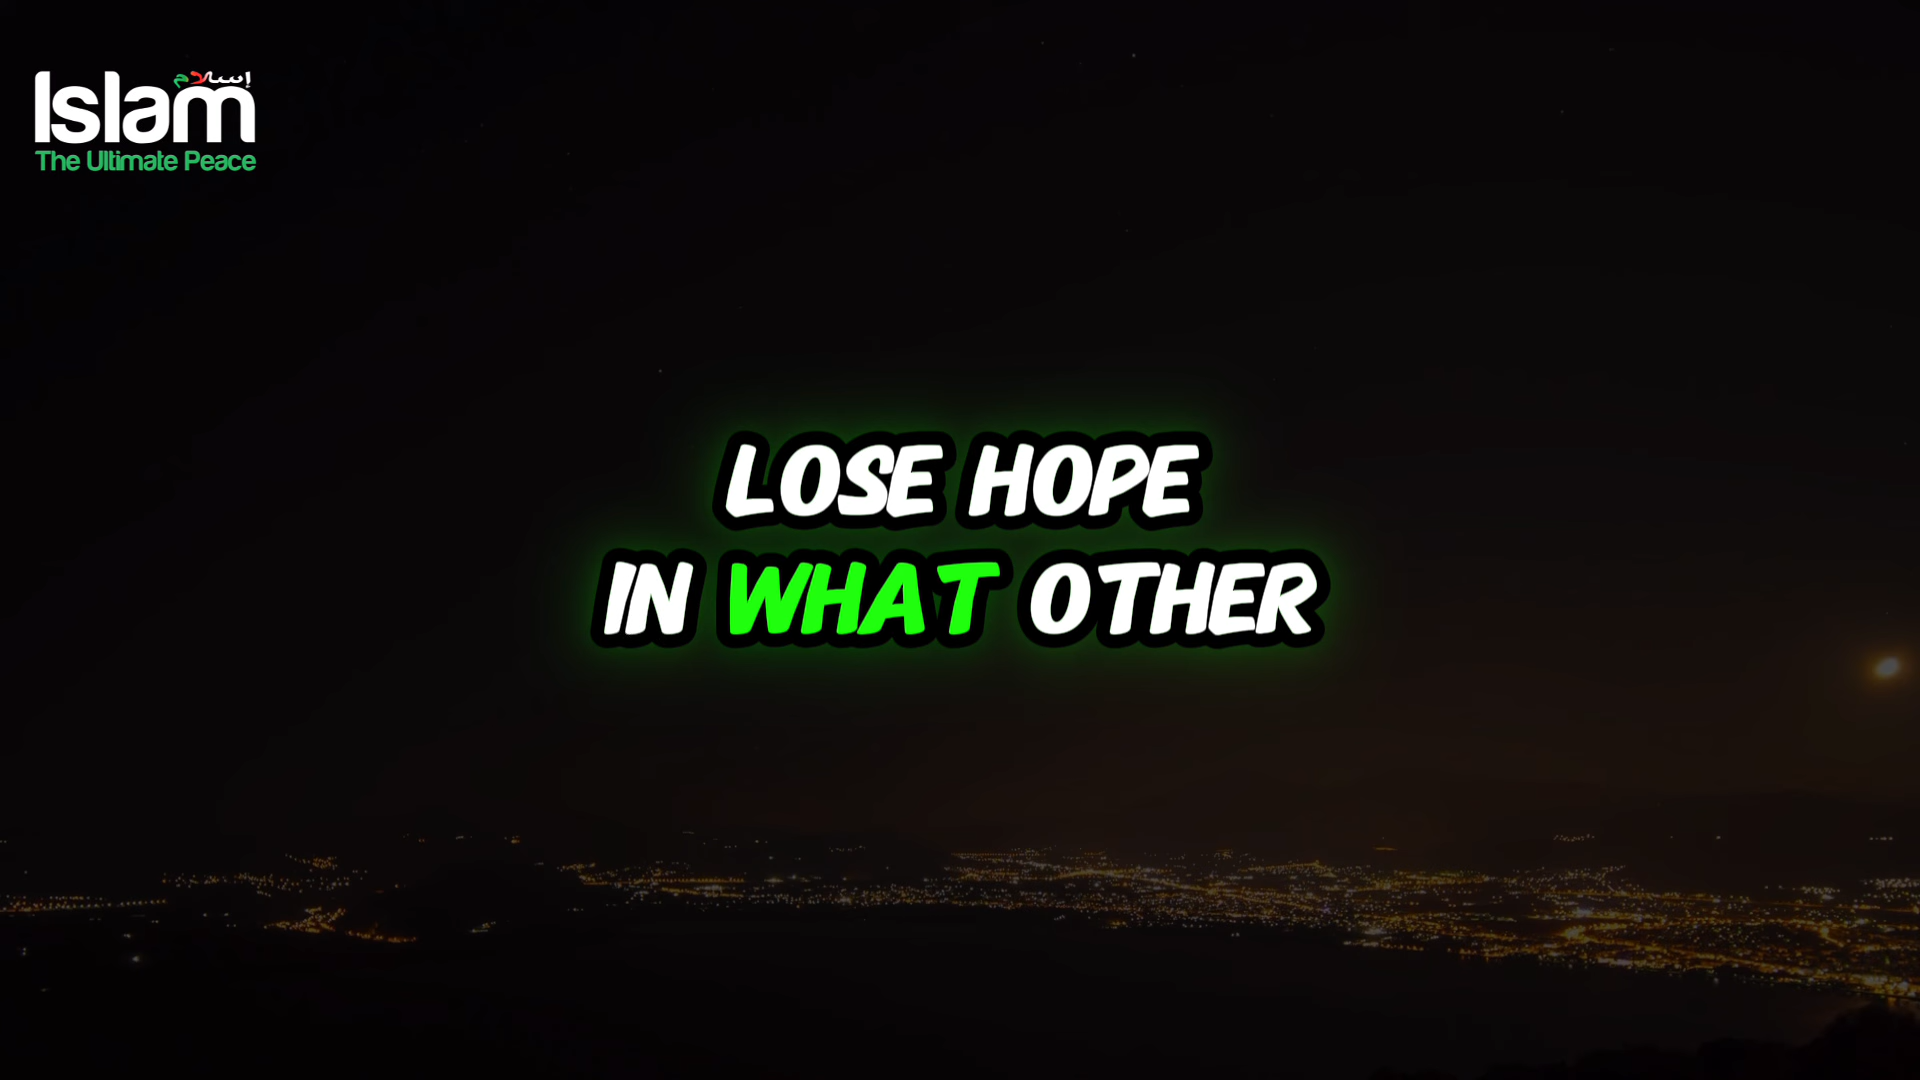 إسلام
Islam
The Ultimate Peace
LOSE HOPE
IN WHAT OTHER